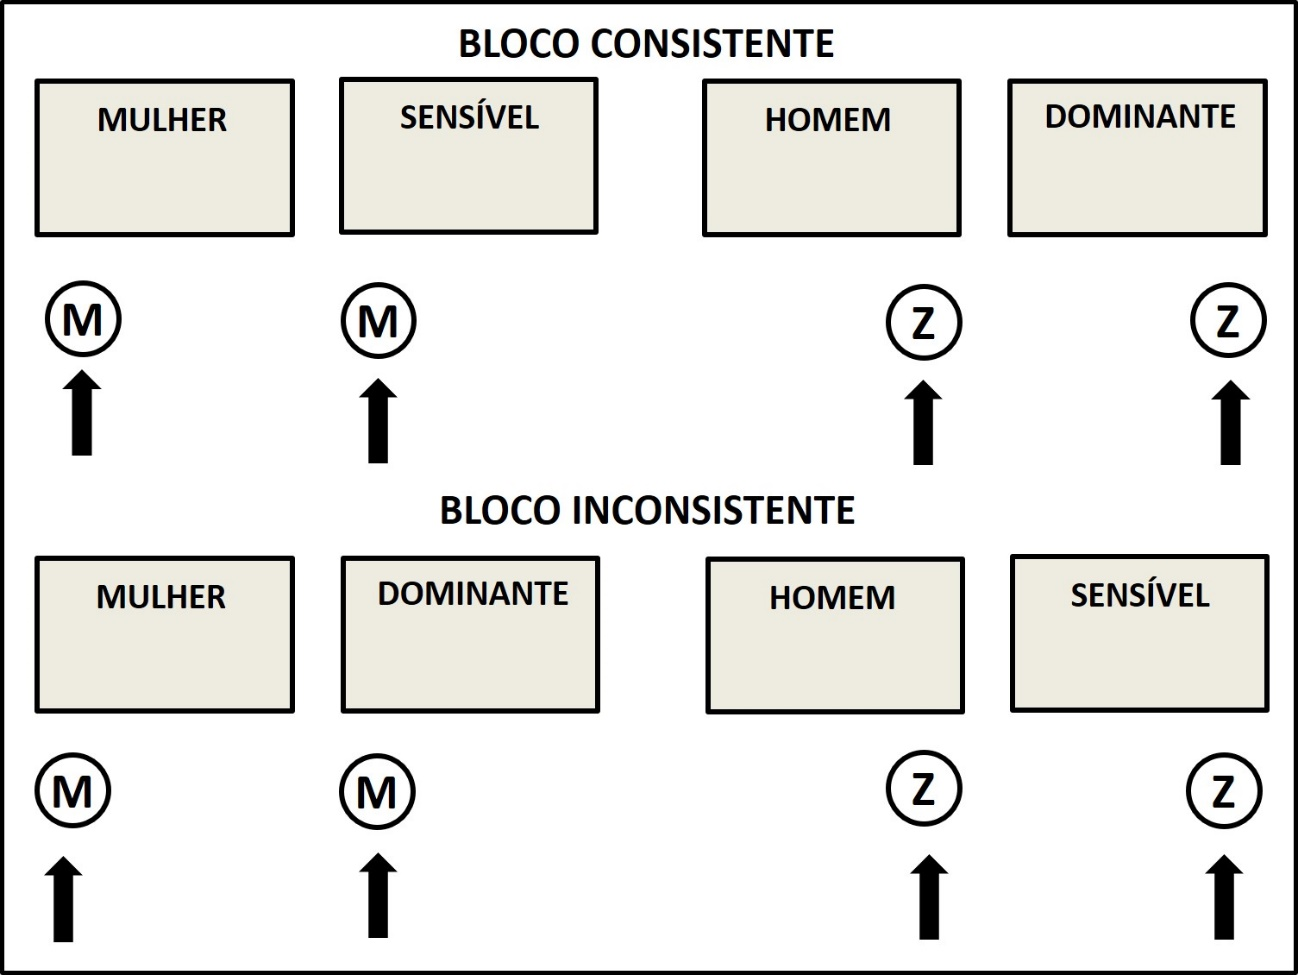 BLOCO CONSISTENTE
MULHER
SENSÍVEL
HOMEM
DOMINANTE
M
M
Z
Z
BLOCO INCONSISTENTE
MULHER
DOMINANTE
HOMEM
SENSÍVEL
M
M
Z
Z